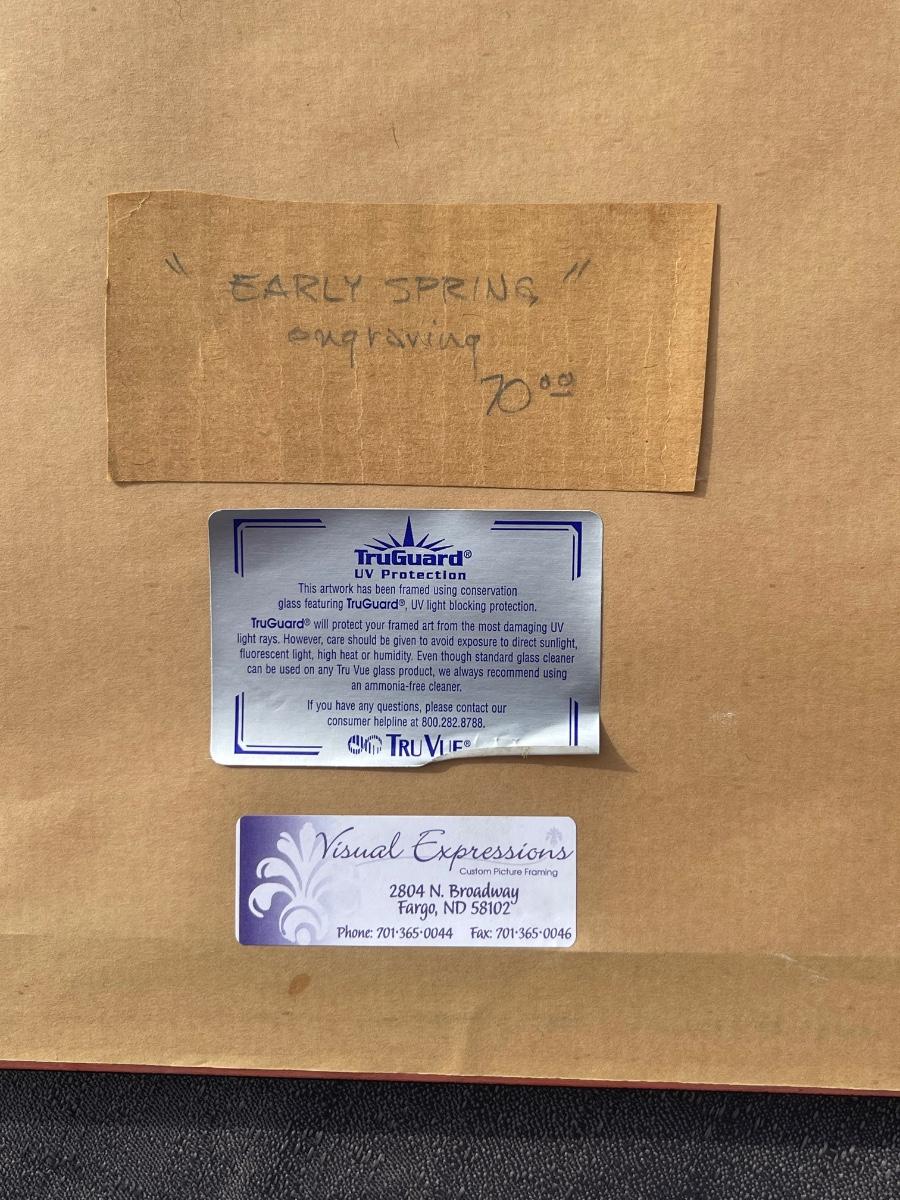 " EARLY SPRING "
engraving
70 00
TruGuard®
UV Protection
This artwork has been framed using conservation
glass featuring TruGuard®, UV light blocking protection.
TruGuard® will protect your framed art from the most damaging UV
light rays. However, care should be given to avoid exposure to direct sunlight,
fluorescent light, high heat or humidity. Even though standard glass cleaner
can be used on any Tru Vue glass product, we always recommend using
an ammonia-free cleaner.
If you have any questions, please contact our
consumer helpline at 800.282.8788.
TRU VUE®
Visual Expressions
Custom Picture Framing
2804 N. Broadway
Fargo, ND 58102
Phone: 701·365·0044 Fax: 701·365·0046